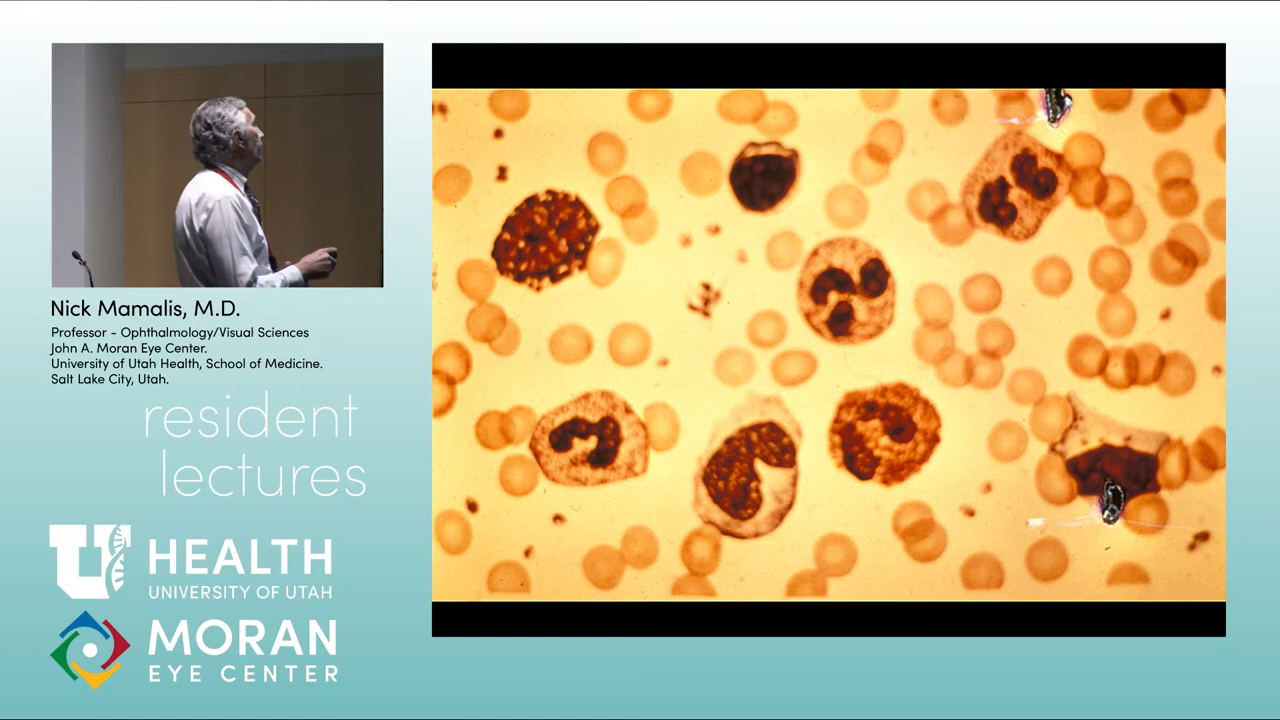 Nick Mamalis, M.D.
Professor - Ophthalmology/Visual Sciences
John A. Moran Eye Center.
University of Utah Health, School of Medicine.
Salt Lake City, Utah.
resident
lectures
U HEALTH
UNIVERSITY OF UTAH
MORAN
EYE CENTER